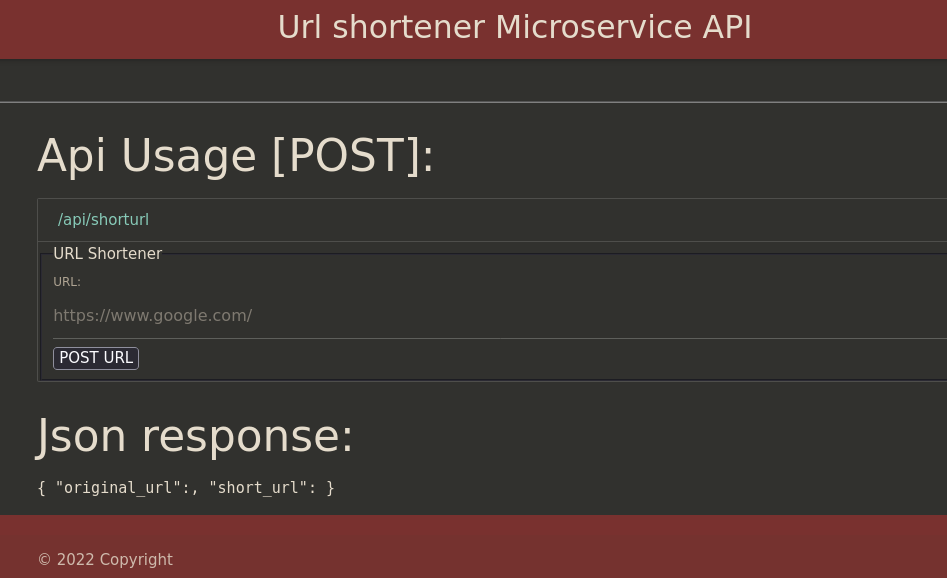 Url shortener Microservice API
Api Usage [POST]:
/api/shorturl
URL Shortener
URL:
https://www.google.com/
POST URL
Json response:
{ "original_url":, "short_url": }
© 2022 Copyright